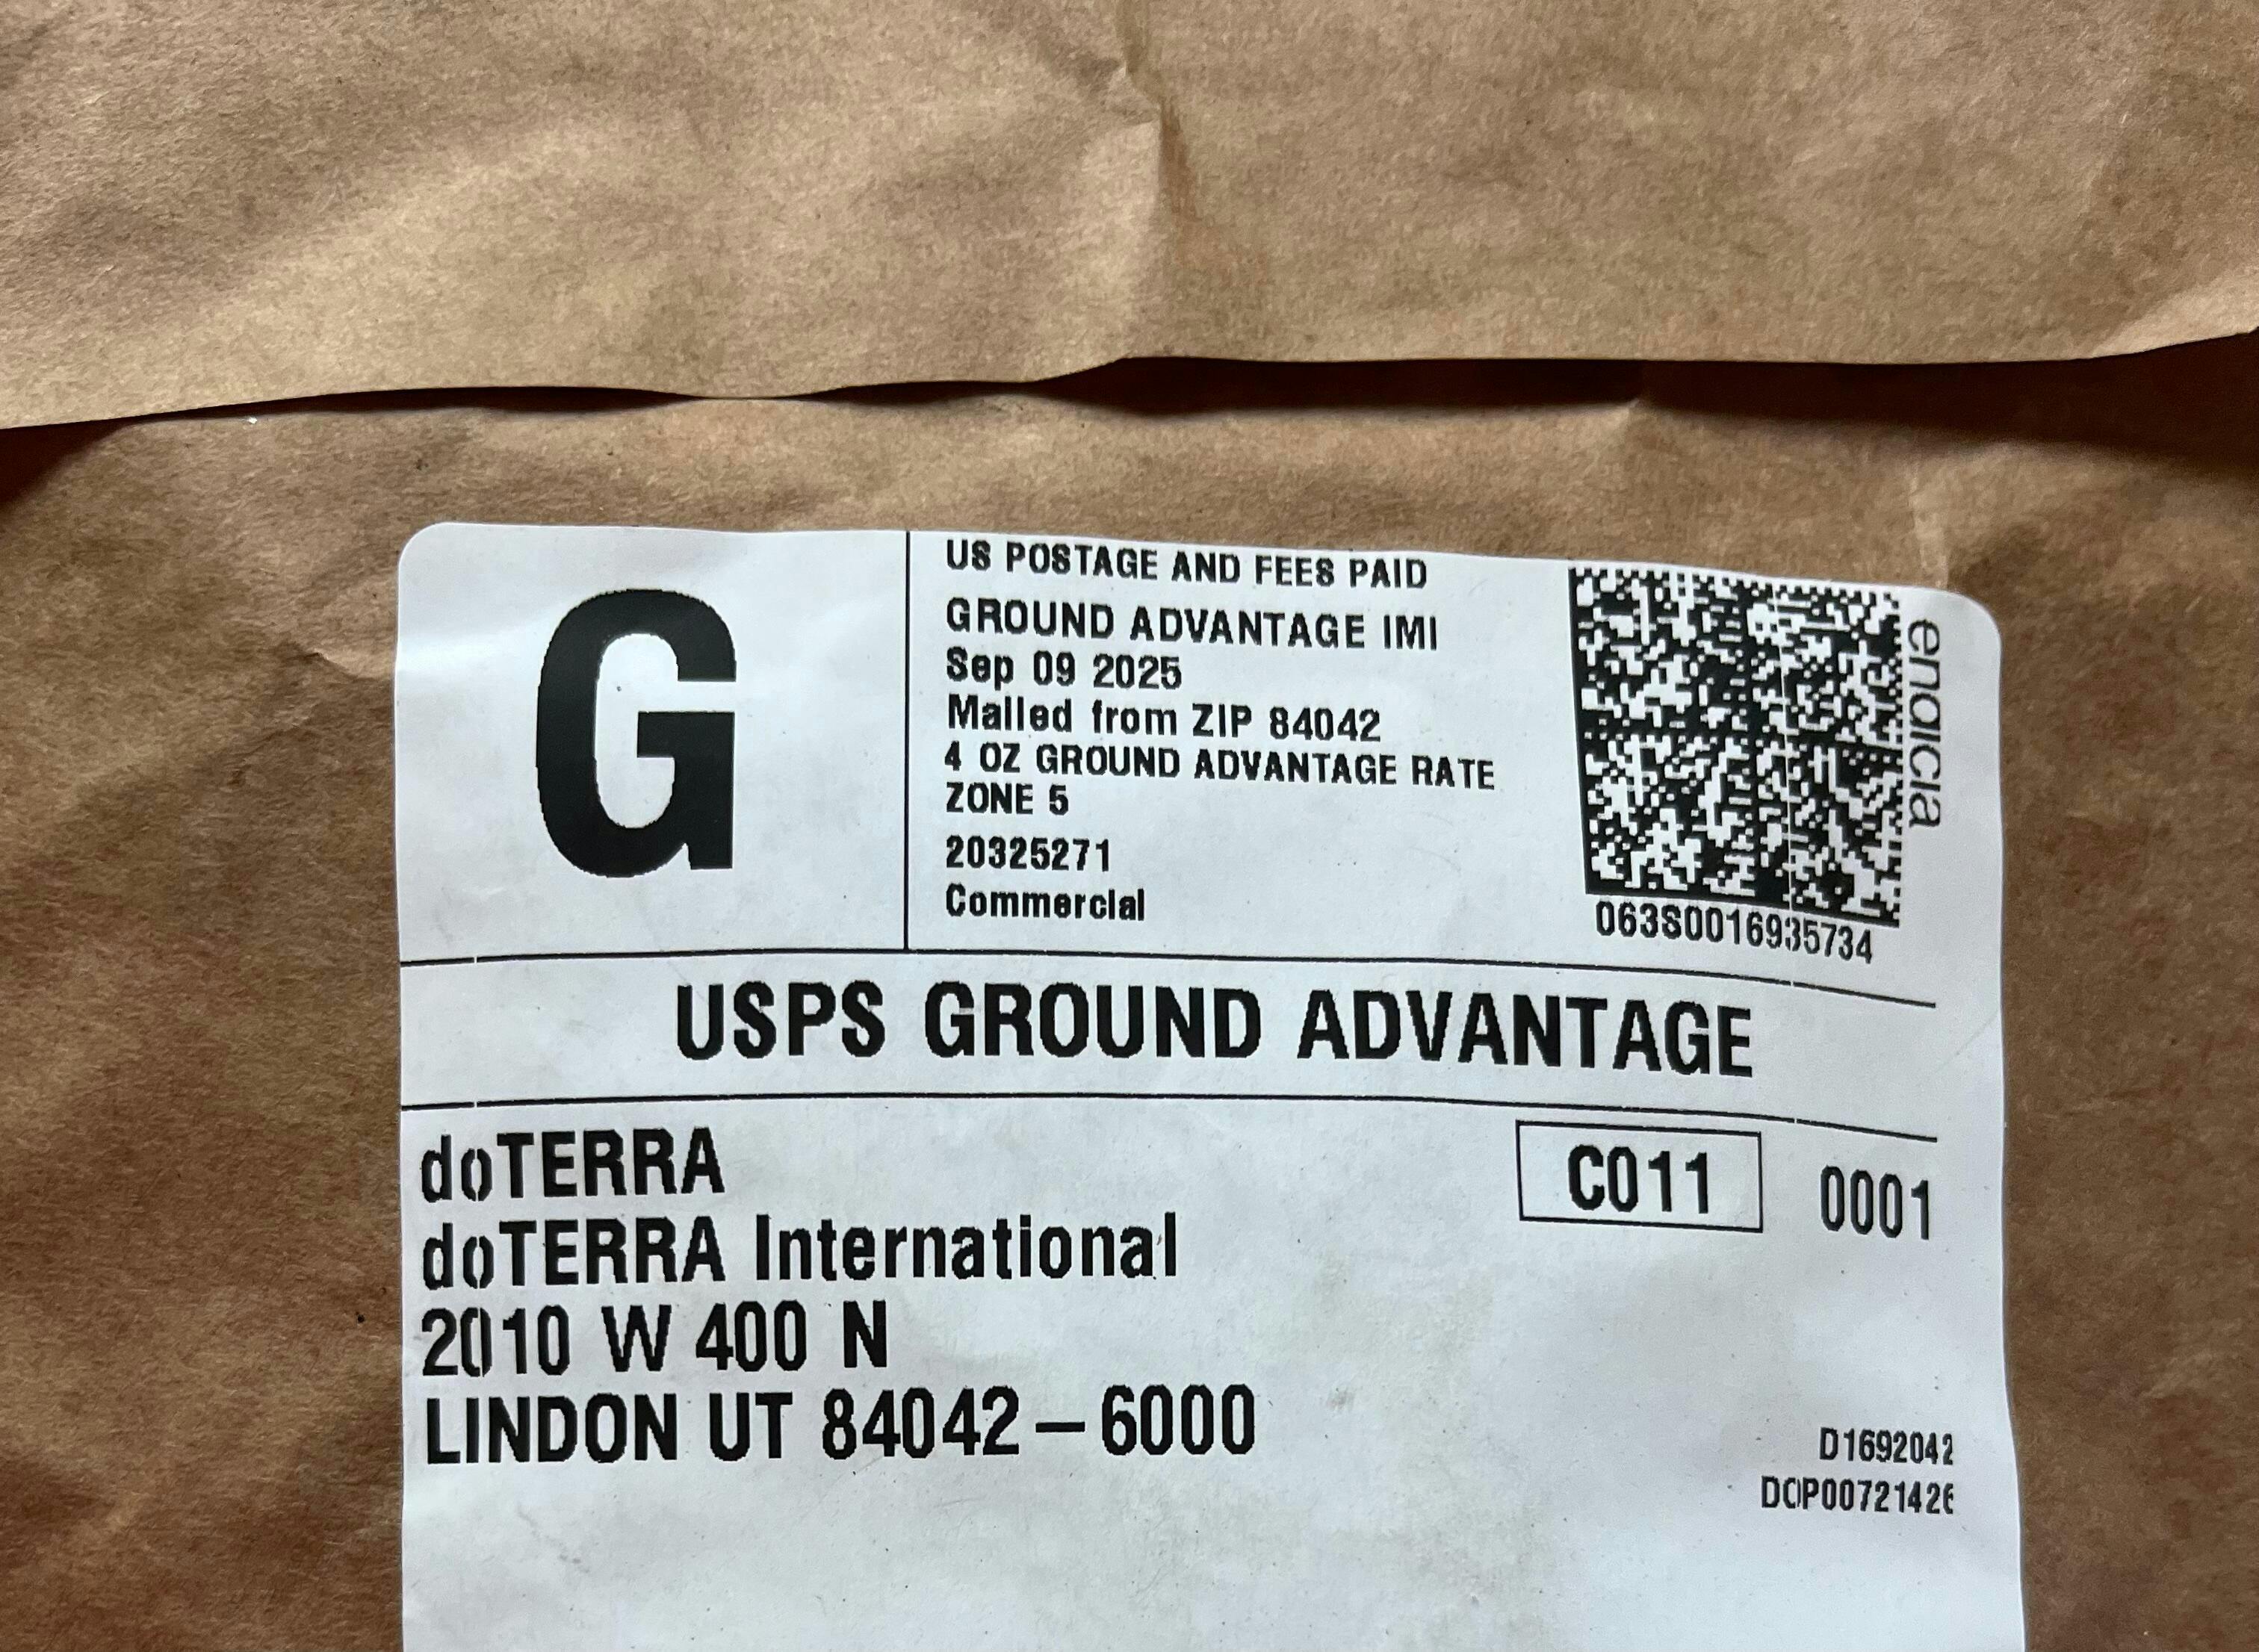 G
US POSTAGE AND FEES PAID
GROUND ADVANTAGE IMI
Sep 09 2025
Mailed from ZIP 84042
4 OZ GROUND ADVANTAGE RATE
ZONE 5
20325271
Commercial
endicia
063S0016935734
USPS GROUND ADVANTAGE
doTERRA
doTERRA International
2010 W 400 N
LINDON UT 84042-6000
C011
0001
D1692042